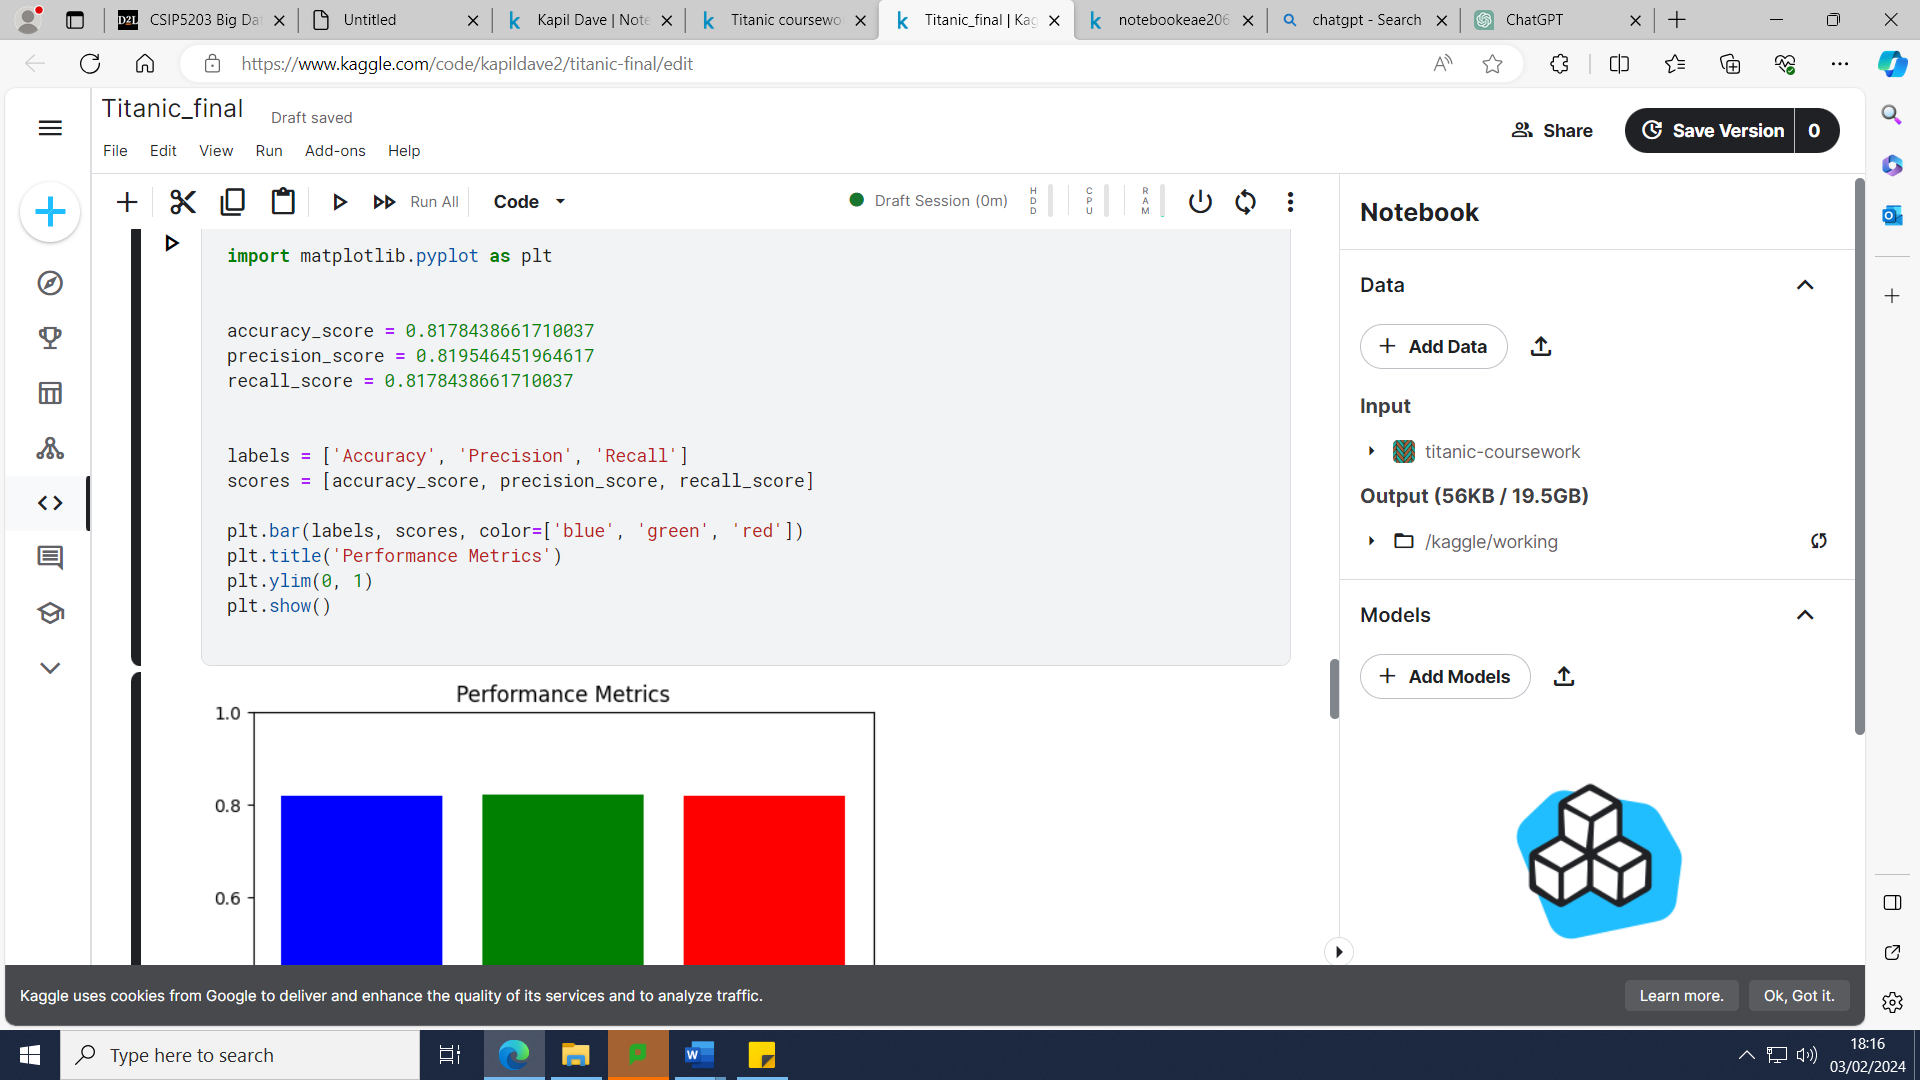 CSIP5203 Big Da
Untitled
Kapil Dave | Note
Titanic coursewo
Titanic_final | Kag
notebookeae206
chatgpt - Search
ChatGPT
https://www.kaggle.com/code/kapildave2/titanic-final/edit
Titanic_final
Draft saved
Share
Save Version
0
File
Edit
View
Run
Add-ons
Help
Run All
Code
Draft Session (0m)
HDD
CPU
RAM
Notebook
import matplotlib.pyplot as plt
accuracy_score = 0.8178438661710037
precision_score = 0.819546451964617
recall_score = 0.8178438661710037
labels = ['Accuracy', 'Precision', 'Recall']
scores = [accuracy_score, precision_score, recall_score]
plt.bar(labels, scores, color=['blue', 'green', 'red'])
plt.title('Performance Metrics')
plt.ylim(0, 1)
plt.show()
Performance Metrics
1.0
0.8
0.6
Data
Add Data
Input
titanic-coursework
Output (56KB / 19.5GB)
/kaggle/working
Models
Add Models
Kaggle uses cookies from Google to deliver and enhance the quality of its services and to analyze traffic.
Learn more.
Ok, Got it.
Type here to search
18:16
03/02/2024